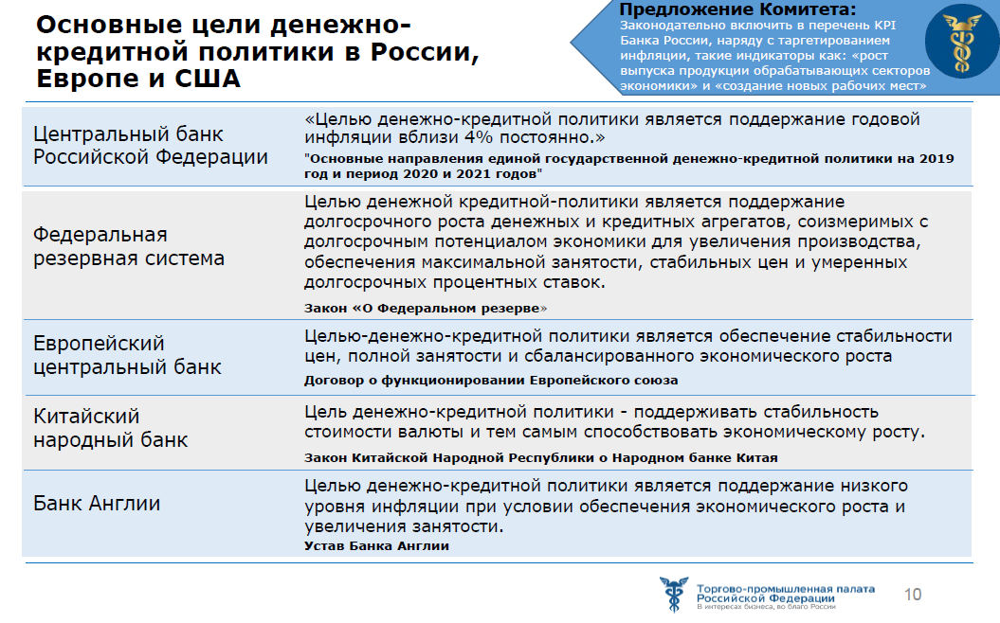 Основные цели денежно-
кредитной политики в России,
Европе и США
Предложение Комитета:
Законодательно включить в перечень KPI
Банка России, наряду с таргетированием
инфляции, такие индикаторы как: «рост
выпуска продукции обрабатывающих секторов
экономики» и «создание новых рабочих мест»
Центральный банк
Российской Федерации
«Целью денежно-кредитной политики является поддержание годовой
инфляции вблизи 4% постоянно.»
"Основные направления единой государственной денежно-кредитной политики на 2019
год и период 2020 и 2021 годов"
Федеральная
резервная система
Целью денежной кредитной-политики является поддержание
долгосрочного роста денежных и кредитных агрегатов, соизмеримых с
долгосрочным потенциалом экономики для увеличения производства,
обеспечения максимальной занятости, стабильных цен и умеренных
долгосрочных процентных ставок.
Закон «О Федеральном резерве»
Европейский
центральный банк
Целью-денежно-кредитной политики является обеспечение стабильности
цен, полной занятости и сбалансированного экономического роста
Договор о функционировании Европейского союза
Китайский
народный банк
Цель денежно-кредитной политики - поддерживать стабильность
стоимости валюты и тем самым способствовать экономическому росту.
Закон Китайской Народной Республики о Народном банке Китая
Банк Англии
Целью денежно-кредитной политики является поддержание низкого
уровня инфляции при условии обеспечения экономического роста и
увеличения занятости.
Устав Банка Англии
Торгово-промышленная палата
Российской Федерации
В интересах бизнеса, во благо России
10